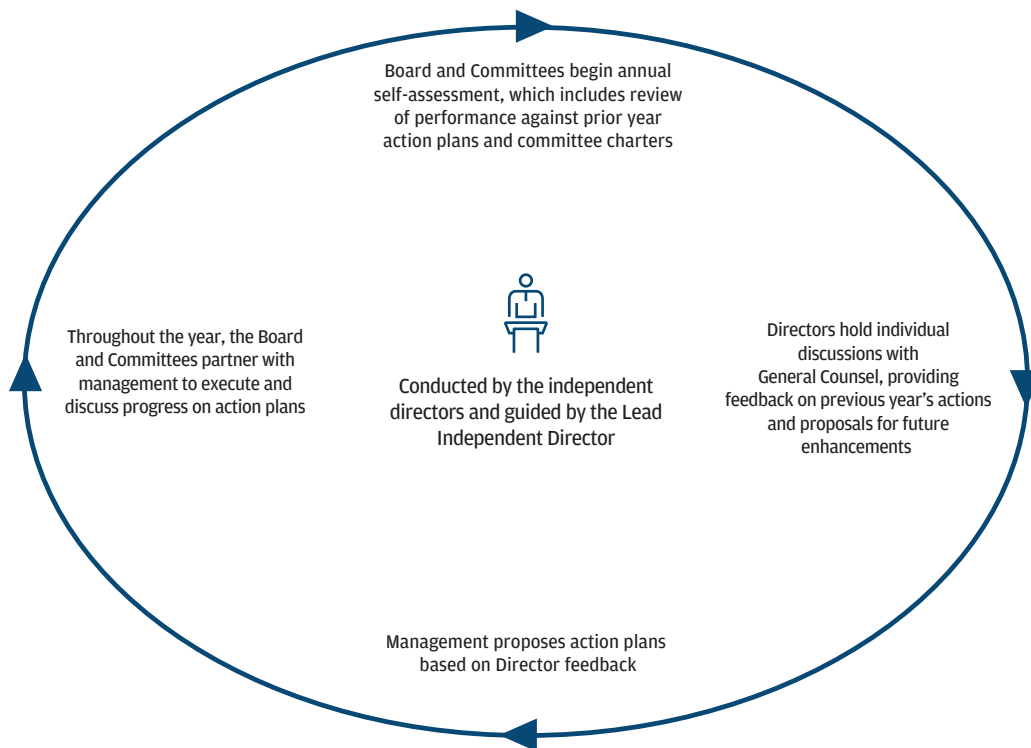 Board and Committees begin annual
self-assessment, which includes review
of performance against prior year
action plans and committee charters
Directors hold individual
discussions with
General Counsel, providing
feedback on previous year's actions
and proposals for future
enhancements
Management proposes action plans
based on Director feedback
Throughout the year, the Board
and Committees partner with
management to execute and
discuss progress on action plans
Conducted by the independent
directors and guided by the Lead
Independent Director